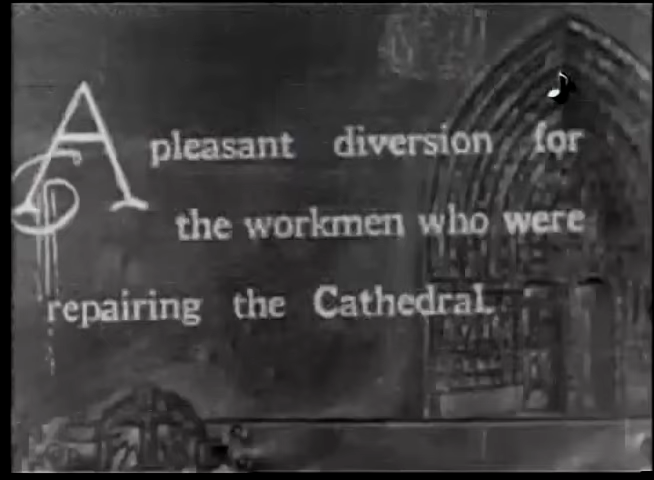 A pleasant diversion for
the workmen who were
repairing the Cathedral.